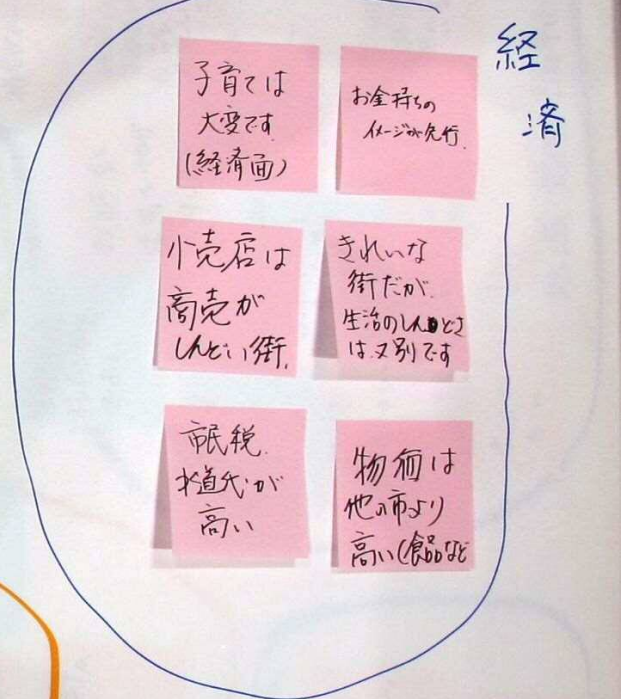 経
済
子育ては
大変です
(経済面)
お金持ちの
イメージが先行.
小売店は
商売が
しんどい街.
きれいな
街だが.
生活のしんどさ
は又別です
市民税.
水道代が
高い
物価は
他の市より
高い(食品など